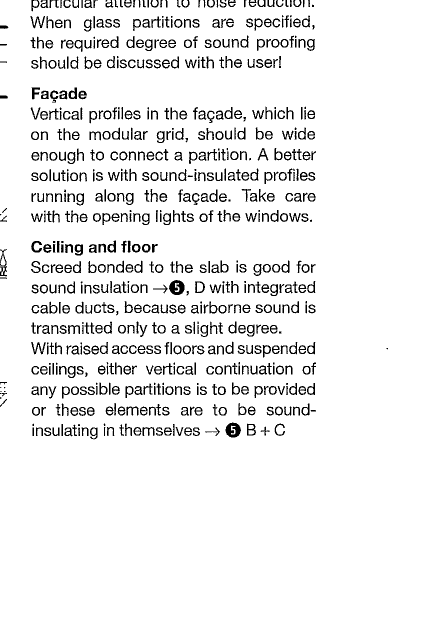 particular attention to noise reduction.
When glass partitions are specified,
the required degree of sound proofing
should be discussed with the user!
Façade
Vertical profiles in the façade, which lie
on the modular grid, should be wide
enough to connect a partition. A better
solution is with sound-insulated profiles
running along the façade. Take care
with the opening lights of the windows.
Ceiling and floor
Screed bonded to the slab is good for
sound insulation →❺, D with integrated
cable ducts, because airborne sound is
transmitted only to a slight degree.
With raised access floors and suspended
ceilings, either vertical continuation of
any possible partitions is to be provided
or these elements are to be sound-
insulating in themselves → ❺ B + C